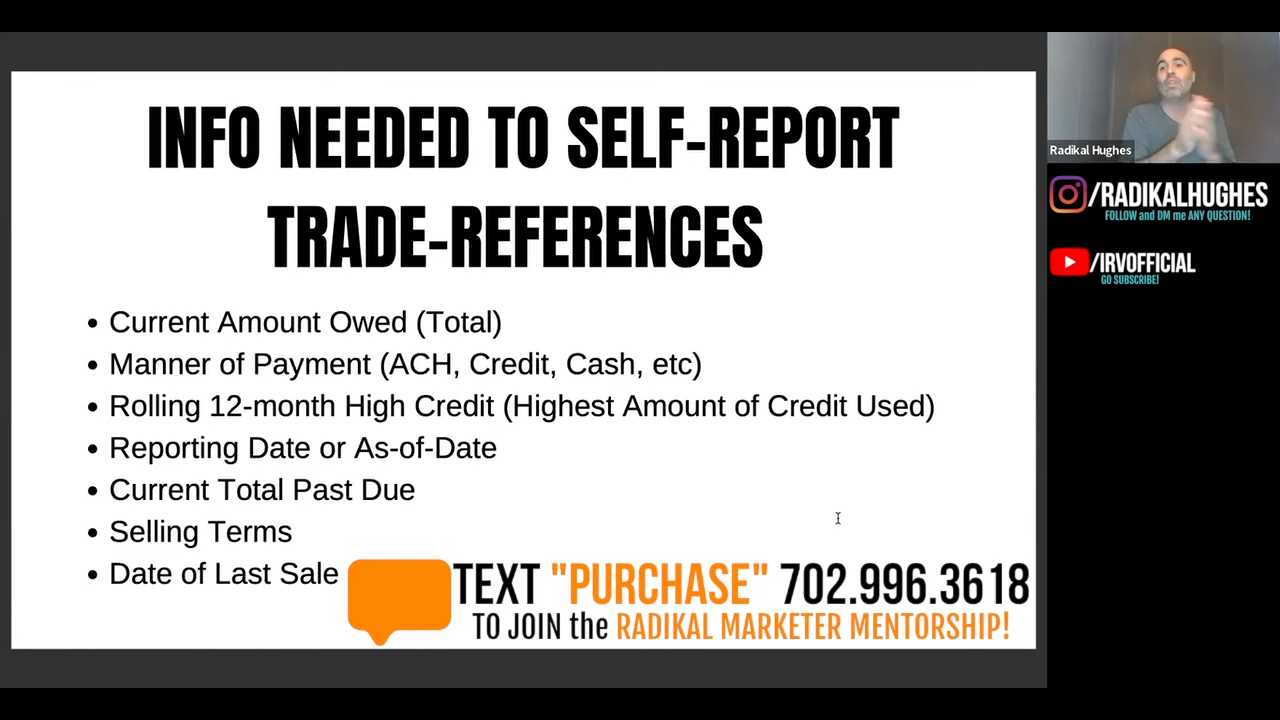 INFO NEEDED TO SELF-REPORT
TRADE-REFERENCES
• Current Amount Owed (Total)
• Manner of Payment (ACH, Credit, Cash, etc)
• Rolling 12-month High Credit (Highest Amount of Credit Used)
• Reporting Date or As-of-Date
• Current Total Past Due
• Selling Terms
• Date of Last Sale
TEXT "PURCHASE" 702.996.3618
TO JOIN the RADIKAL MARKETER MENTORSHIP!
Radikal Hughes
/RADIKALHUGHES
FOLLOW and DM me ANY QUESTION!
/IRVOFFICIAL
GO SUBSCRIBE!